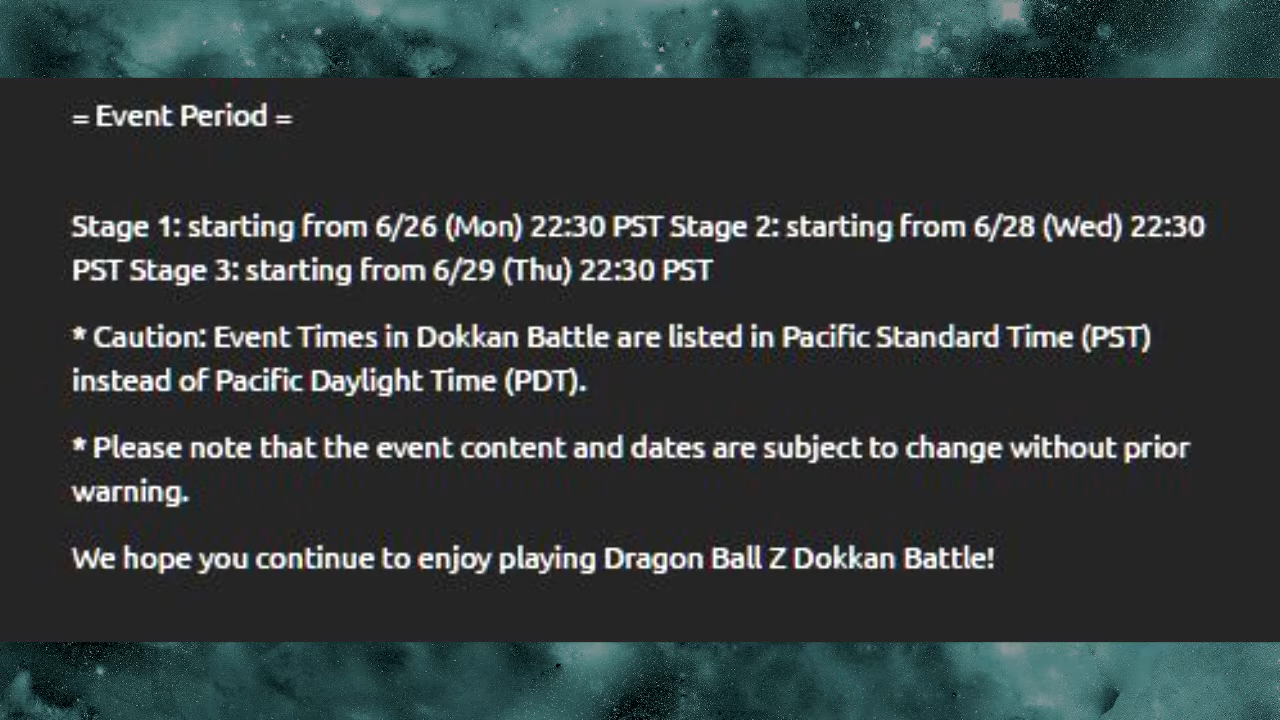 = Event Period =
Stage 1: starting from 6/26 (Mon) 22:30 PST Stage 2: starting from 6/28 (Wed) 22:30
PST Stage 3: starting from 6/29 (Thu) 22:30 PST
* Caution: Event Times in Dokkan Battle are listed in Pacific Standard Time (PST)
instead of Pacific Daylight Time (PDT).
* Please note that the event content and dates are subject to change without prior
warning.
We hope you continue to enjoy playing Dragon Ball Z Dokkan Battle!